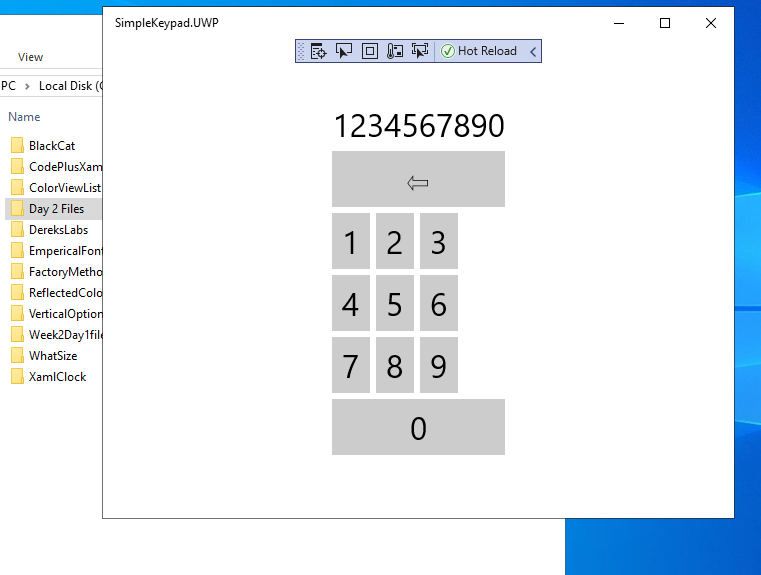 SimpleKeypad.UWP
View
Hot Reload
PC > Local Disk (C
Name
BlackCat
CodePlusXam
ColorViewList
Day 2 Files
DereksLabs
EmpericalFont
FactoryMetho
ReflectedColo
VerticalOption
Week2Day1file
WhatSize
XamlClock
1234567890
⇦
1 2 3
4 5 6
7 8 9
0